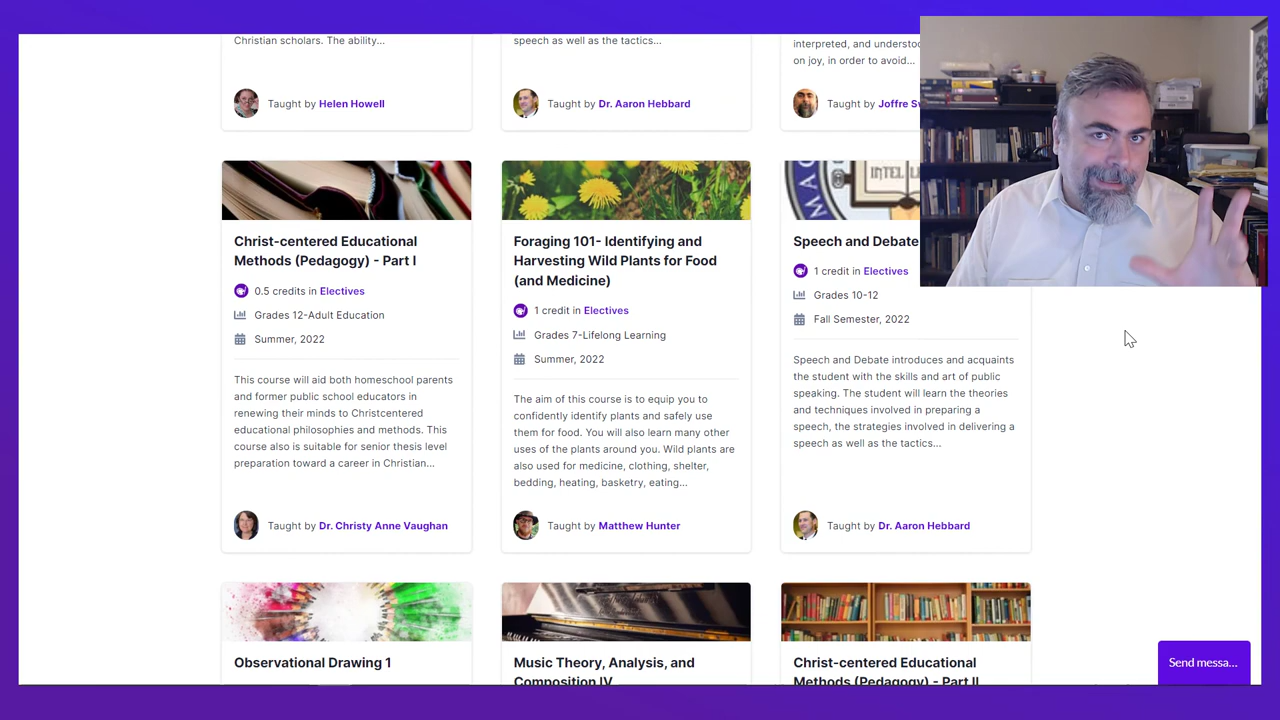 Christian scholars. The ability...
speech as well as the tactics...
interpreted, and
on joy, in order to avoid...
Taught by Helen Howell
Taught by Dr. Aaron Hebbard
Taught by Joffre
INTEL
Christ-centered Educational
Methods (Pedagogy) - Part I
0.5 credits in Electives
Grades 12-Adult Education
Summer, 2022
This course will aid both homeschool parents
and former public school educators in
renewing their minds to Christcentered
educational philosophies and methods. This
course also is suitable for senior thesis level
preparation toward a career in Christian...
Taught by Dr. Christy Anne Vaughan
Foraging 101- Identifying and
Harvesting Wild Plants for Food
(and Medicine)
1 credit in Electives
Grades 7-Lifelong Learning
Summer, 2022
The aim of this course is to equip you to
confidently identify plants and safely use
them for food. You will also learn many other
uses of the plants around you. Wild plants are
also used for medicine, clothing, shelter,
bedding, heating, basketry, eating...
Taught by Matthew Hunter
Speech and Debate
1 credit in Electives
Grades 10-12
Fall Semester, 2022
Speech and Debate introduces and acquaints
the student with the skills and art of public
speaking. The student will learn the theories
and techniques involved in preparing a
speech, the strategies involved in delivering a
speech as well as the tactics...
Taught by Dr. Aaron Hebbard
Observational Drawing 1
Music Theory, Analysis, and
Composition IV
Christ-centered Educational
Methods (Pedagogy) - Part II
Send messa...